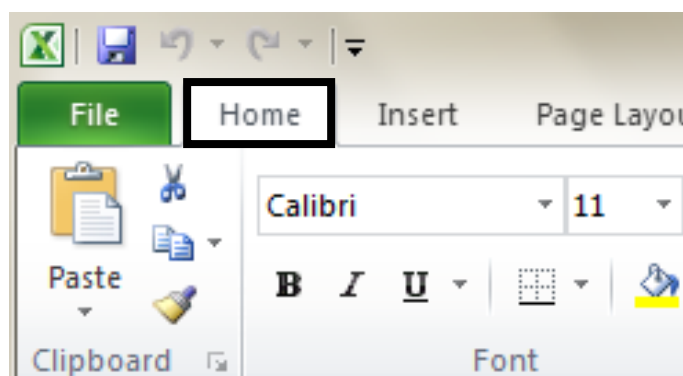 File Home Insert Page Layou
Calibri 11
Paste B I U
Clipboard Font